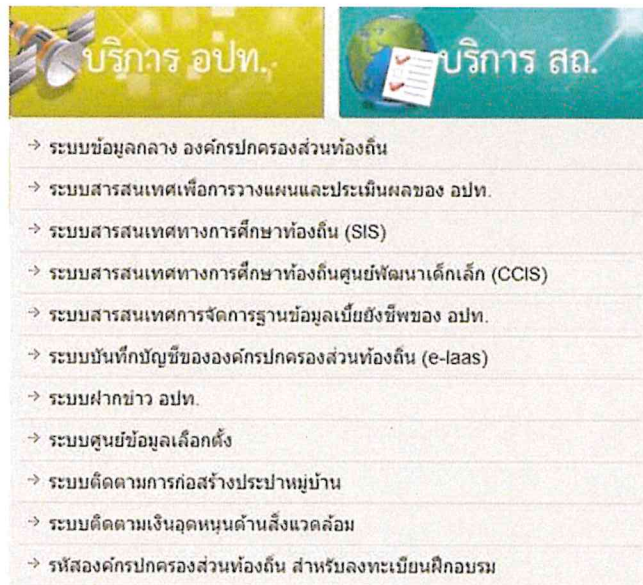 บริการ อปท.
บริการ สถ.
ระบบข้อมูลกลาง องค์กรปกครองส่วนท้องถิ่น
ระบบสารสนเทศเพื่อการวางแผนและประเมินผลของ อปท.
ระบบสารสนเทศทางการศึกษาท้องถิ่น (SIS)
ระบบสารสนเทศทางการศึกษาท้องถิ่นศูนย์พัฒนาเด็กเล็ก (CCIS)
ระบบสารสนเทศการจัดการฐานข้อมูลเบี้ยยังชีพของ อปท.
ระบบบันทึกบัญชีขององค์กรปกครองส่วนท้องถิ่น (e-laas)
ระบบฝากข่าว อปท.
ระบบศูนย์ข้อมูลเลือกตั้ง
ระบบติดตามการก่อสร้างประปาหมู่บ้าน
ระบบติดตามเงินอุดหนุนด้านสิ่งแวดล้อม
รหัสองค์กรปกครองส่วนท้องถิ่น สำหรับลงทะเบียนฝึกอบรม